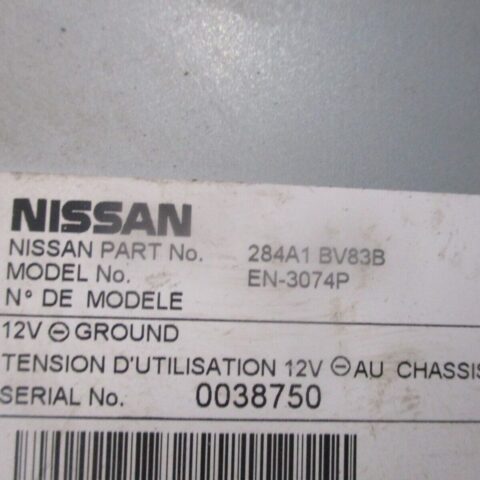 NISSAN
NISSAN PART No. 284A1 BV83B
MODEL No. EN-3074P
N° DE MODELE
12V ⊖ GROUND
TENSION D'UTILISATION 12V ⊖ AU CHASSIS
SERIAL No. 0038750